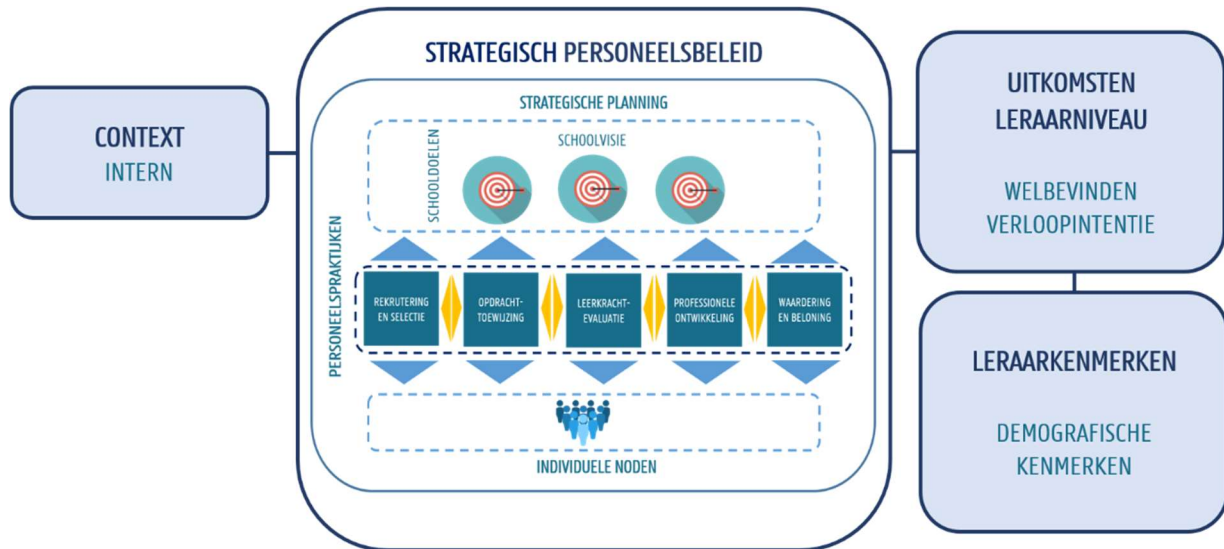 CONTEXT
INTERN
STRATEGISCH PERSONEELSBELEID
STRATEGISCHE PLANNING
SCHOOLVISIE
SCHOOLDOELEN
PERSONEELSPRAKTIJKEN
REKRUTERING
EN SELECTIE
OPDRACHT-
TOEWIJZING
LEERKRACHT-
EVALUATIE
PROFESSIONELE
ONTWIKKELING
WAARDERING
EN BELONING
INDIVIDUELE NODEN
UITKOMSTEN
LERAARNIVEAU
WELBEVINDEN
VERLOOPINTENTIE
LERAARKENMERKEN
DEMOGRAFISCHE
KENMERKEN